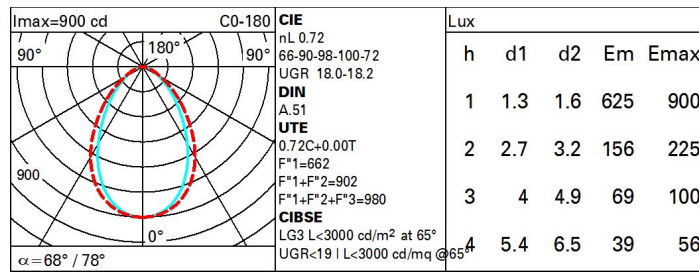 Imax=900 cd C0-180
90° 180° 90°
900
0°
α=68° / 78°
CIE
nL 0.72
66-90-98-100-72
UGR 18.0-18.2
DIN
A.51
UTE
0.72C+0.00T
F"1=662
F"1+F"2=902
F"1+F"2+F"3=980
CIBSE
LG3 L<3000 cd/m² at 65°
UGR<19 | L<3000 cd/mq @65°
Lux
h d1 d2 Em Emax
1 1.3 1.6 625 900
2 2.7 3.2 156 225
3 4 4.9 69 100
4 5.4 6.5 39 56